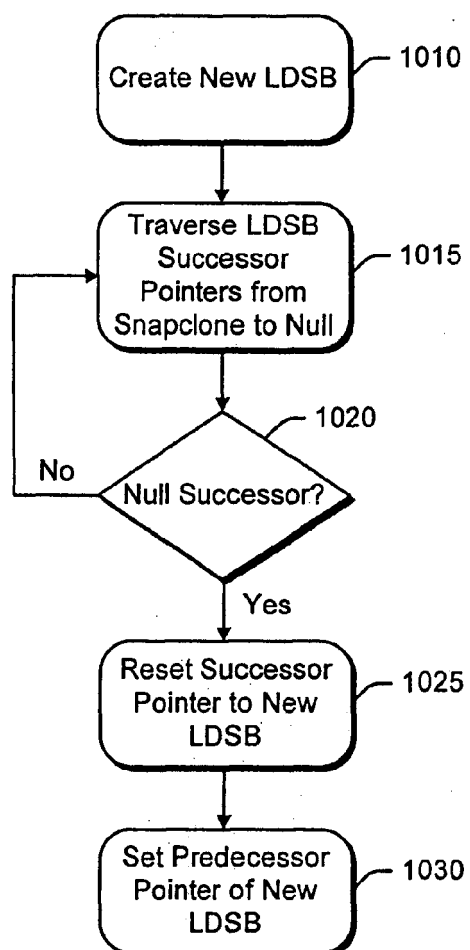 Create New LDSB
1010
Traverse LDSB
Successor
Pointers from
Snapclone to Null
1015
1020
No
Null Successor?
Yes
Reset Successor
Pointer to New
LDSB
1025
Set Predecessor
Pointer of New
LDSB
1030